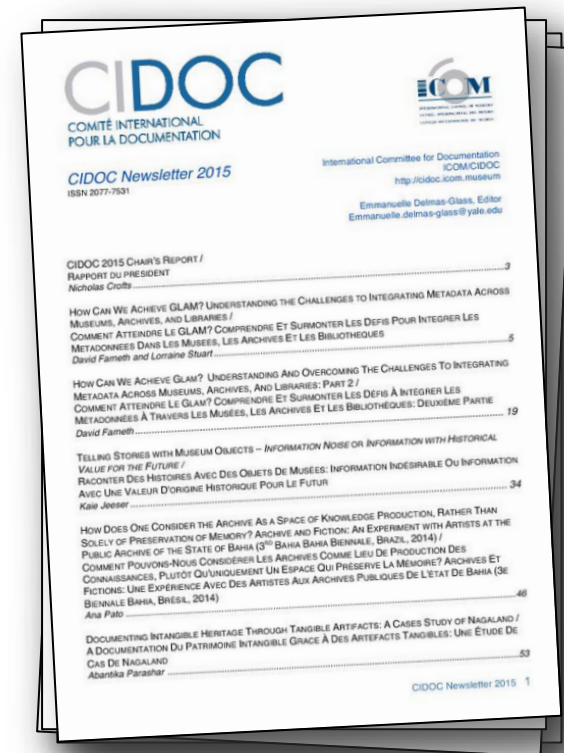 CIDOC
COMITÉ INTERNATIONAL
POUR LA DOCUMENTATION
ICOM
CIDOC Newsletter 2015
ISSN 2077-7531
International Committee for Documentation
ICOM/CIDOC
http://cidoc.icom.museum
Emmanuelle Delmas-Glass, Editor
Emmanuelle.delmas-glass@yale.edu
CIDOC 2015 CHAIR'S REPORT /
RAPPORT DU PRESIDENT
Nicholas Crofts 3
HOW CAN WE ACHIEVE GLAM? UNDERSTANDING THE CHALLENGES TO INTEGRATING METADATA ACROSS
MUSEUMS, ARCHIVES, AND LIBRARIES /
COMMENT ATTEINDRE LE GLAM? COMPRENDRE ET SURMONTER LES DEFIS POUR INTEGRER LES
METADONNEES DANS LES MUSEES, LES ARCHIVES ET LES BIBLIOTHEQUES
David Farneth and Lorraine Stuart 5
HOW CAN WE ACHIEVE GLAM? UNDERSTANDING AND OVERCOMING THE CHALLENGES TO INTEGRATING
METADATA ACROSS MUSEUMS, ARCHIVES, AND LIBRARIES: PART 2 /
COMMENT ATTEINDRE LE GLAM? COMPRENDRE ET SURMONTER LES DÉFIS À INTÉGRER LES
MÉTADONNÉES À TRAVERS LES MUSÉES, LES ARCHIVES ET LES BIBLIOTHÈQUES: DEUXIÈME PARTIE
David Farneth 19
TELLING STORIES WITH MUSEUM OBJECTS – INFORMATION NOISE OR INFORMATION WITH HISTORICAL
VALUE FOR THE FUTURE /
RACONTER DES HISTOIRES AVEC DES OBJETS DE MUSÉES: INFORMATION INDÉSIRABLE OU INFORMATION
AVEC UNE VALEUR D'ORIGINE HISTORIQUE POUR LE FUTUR
Kaie Jeeser 34
HOW DOES ONE CONSIDER THE ARCHIVE AS A SPACE OF KNOWLEDGE PRODUCTION, RATHER THAN
SOLELY OF PRESERVATION OF MEMORY? ARCHIVE AND FICTION: AN EXPERIMENT WITH ARTISTS AT THE
PUBLIC ARCHIVE OF THE STATE OF BAHIA (3RD BAHIA BAHIA BIENNALE, BRAZIL, 2014) /
COMMENT POUVONS-NOUS CONSIDÉRER LES ARCHIVES COMME LIEU DE PRODUCTION DES
CONNAISSANCES, PLUTÔT QU'UNIQUEMENT UN ESPACE QUI PRÉSERVE LA MÉMOIRE? ARCHIVES ET
FICTIONS: UNE EXPÉRIENCE AVEC DES ARTISTES AUX ARCHIVES PUBLIQUES DE L'ÉTAT DE BAHIA (3E
BIENNALE BAHIA, BRÉSIL, 2014)
Ana Pato 46
DOCUMENTING INTANGIBLE HERITAGE THROUGH TANGIBLE ARTIFACTS: A CASES STUDY OF NAGALAND /
A DOCUMENTATION DU PATRIMOINE INTANGIBLE GRACE À DES ARTEFACTS TANGIBLES: UNE ÉTUDE DE
CAS DE NAGALAND
Abantika Parashar 53
CIDOC Newsletter 2015 1